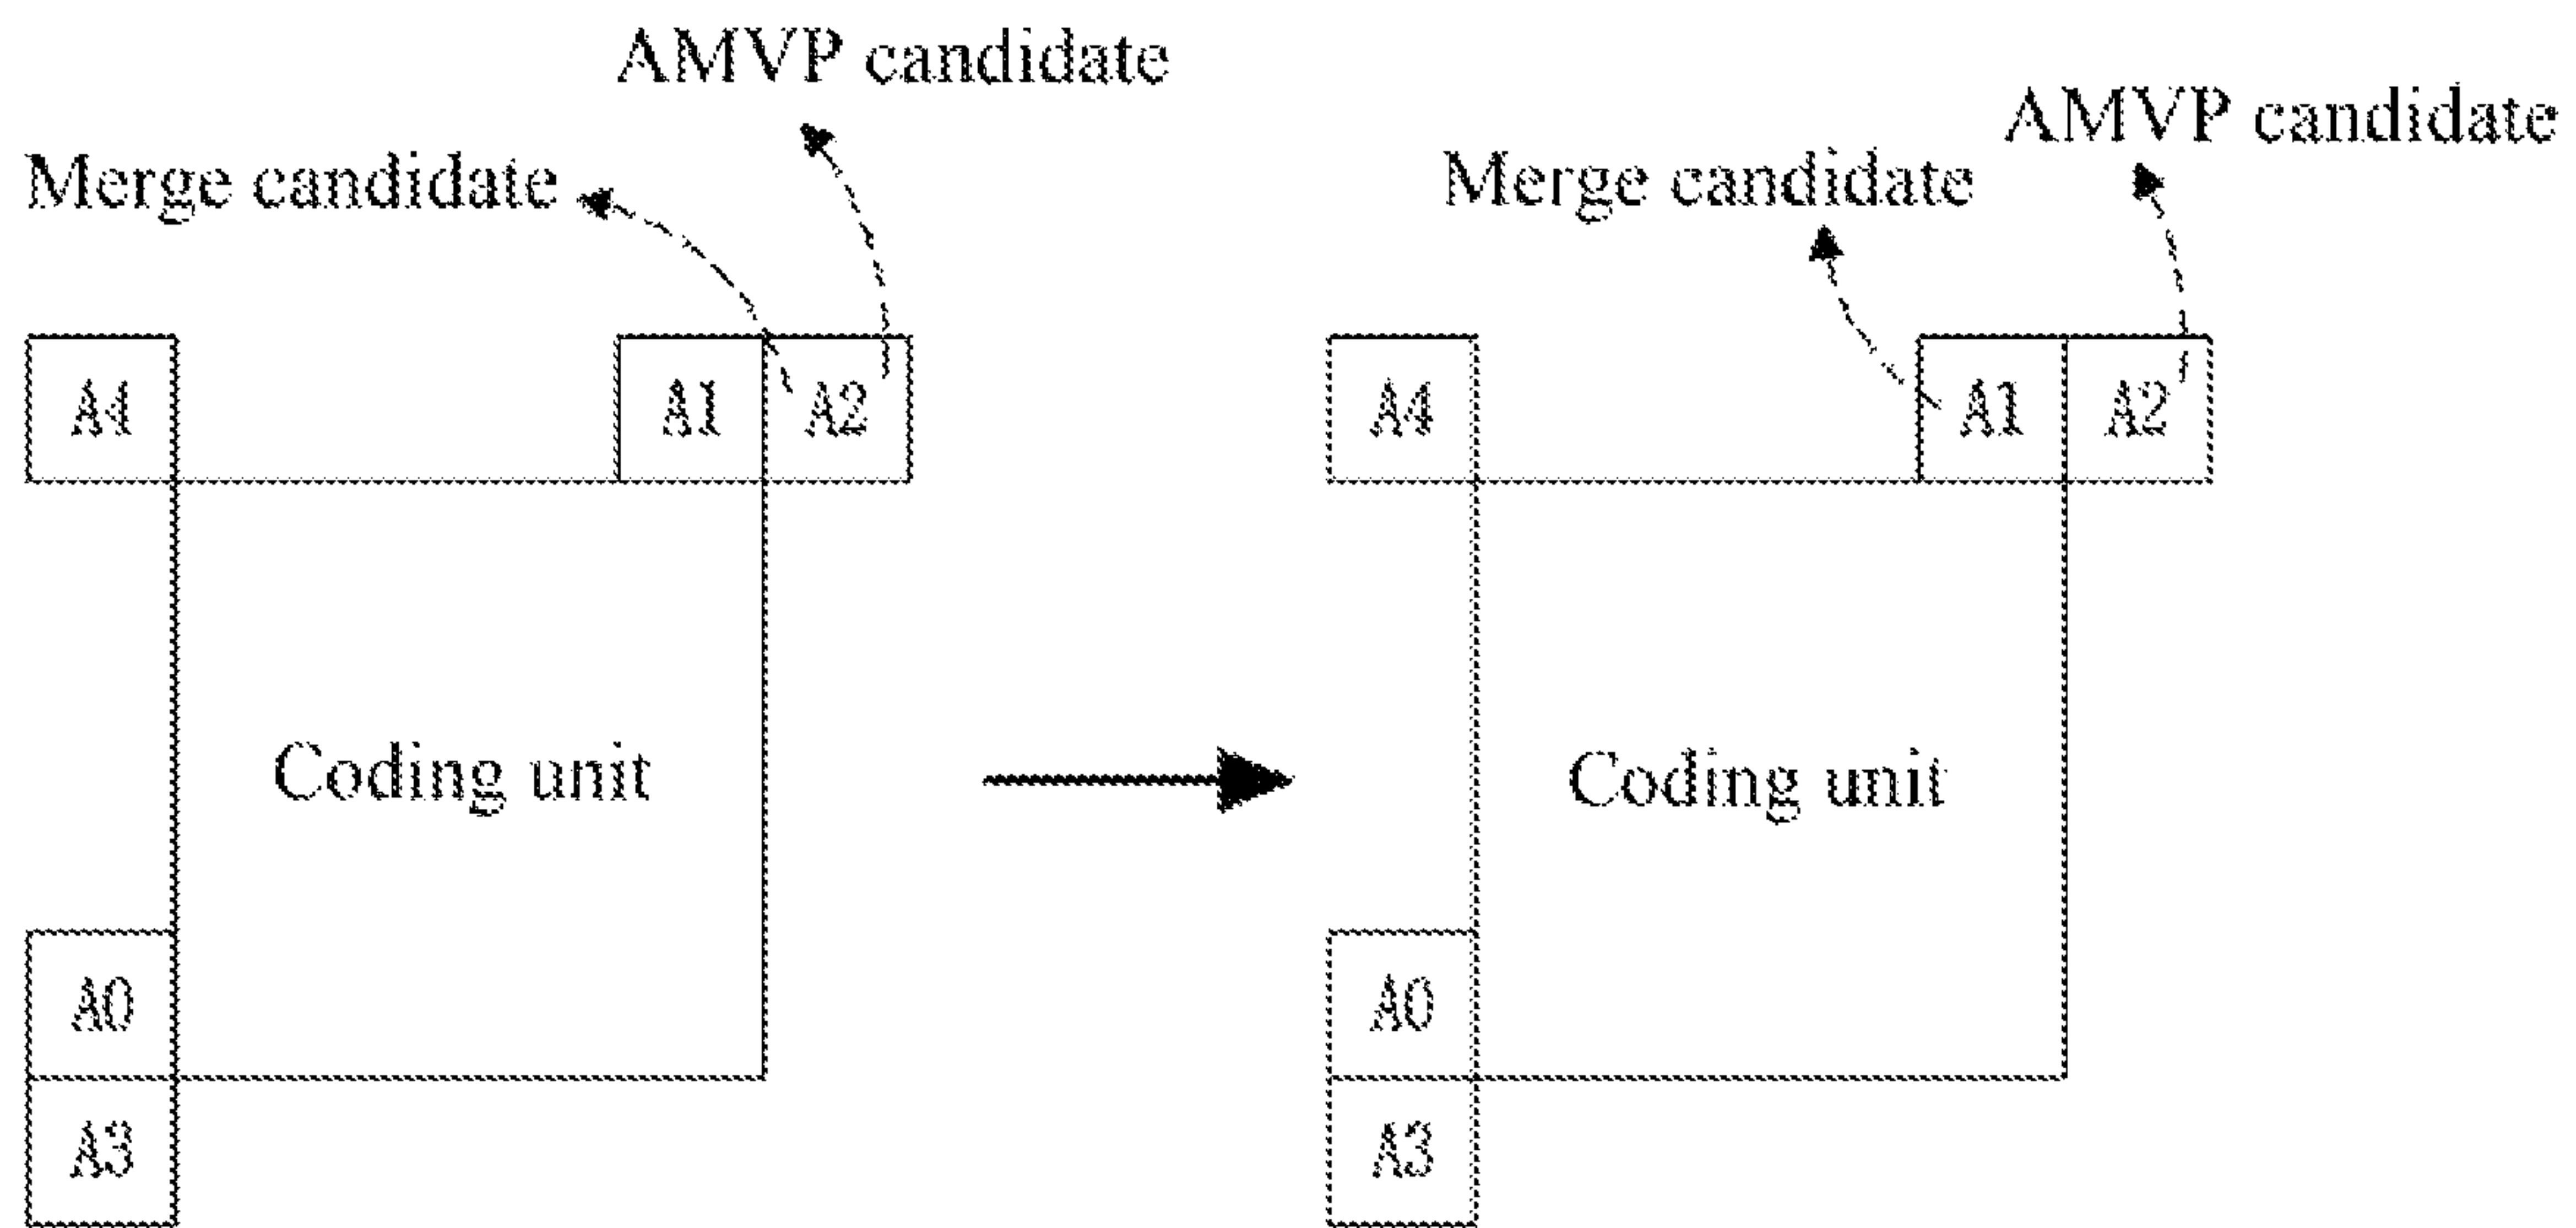 AMVP candidate
Merge candidate
A4
A1
A2
Coding unit
A0
A3
AMVP candidate
Merge candidate
A4
A1
A2
Coding unit
A0
A3